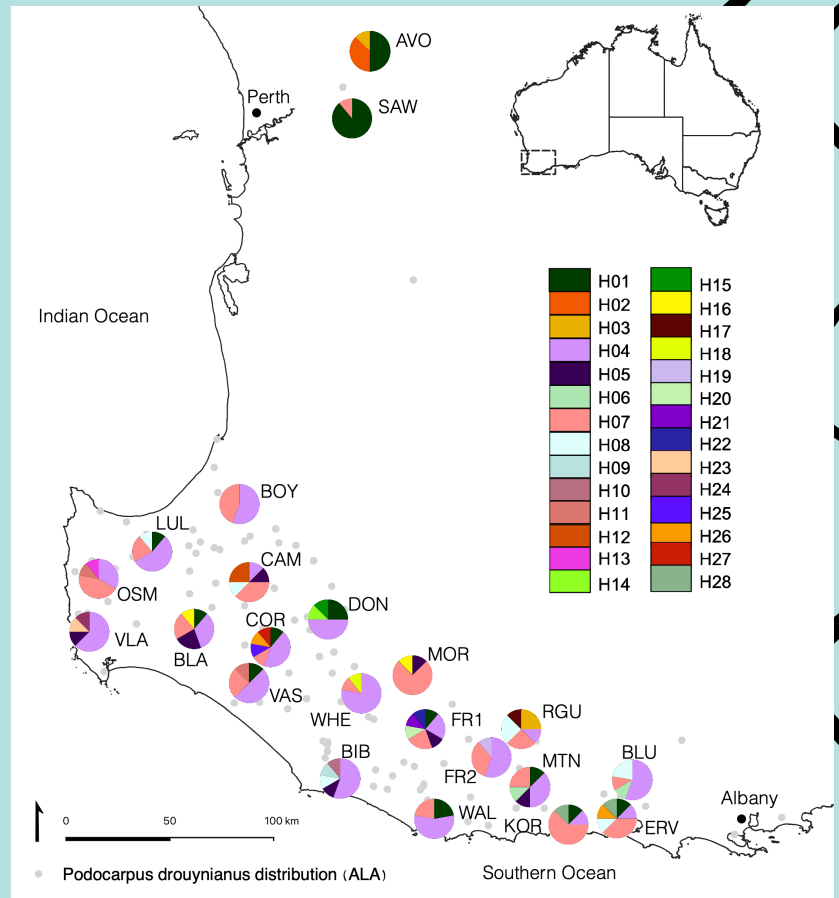 AVO
Perth
SAW
Indian Ocean
H01
H02
H03
H04
H05
H06
H07
H08
H09
H10
H11
H12
H13
H14
H15
H16
H17
H18
H19
H20
H21
H22
H23
H24
H25
H26
H27
H28
BOY
LUL
CAM
OSM
DON
COR
VLA
BLA
MOR
VAS
WHE
FR1
RGU
BIB
FR2
MTN
BLU
Albany
WAL
KOR
ERV
0 50 100 km
Podocarpus drouynianus distribution (ALA)
Southern Ocean